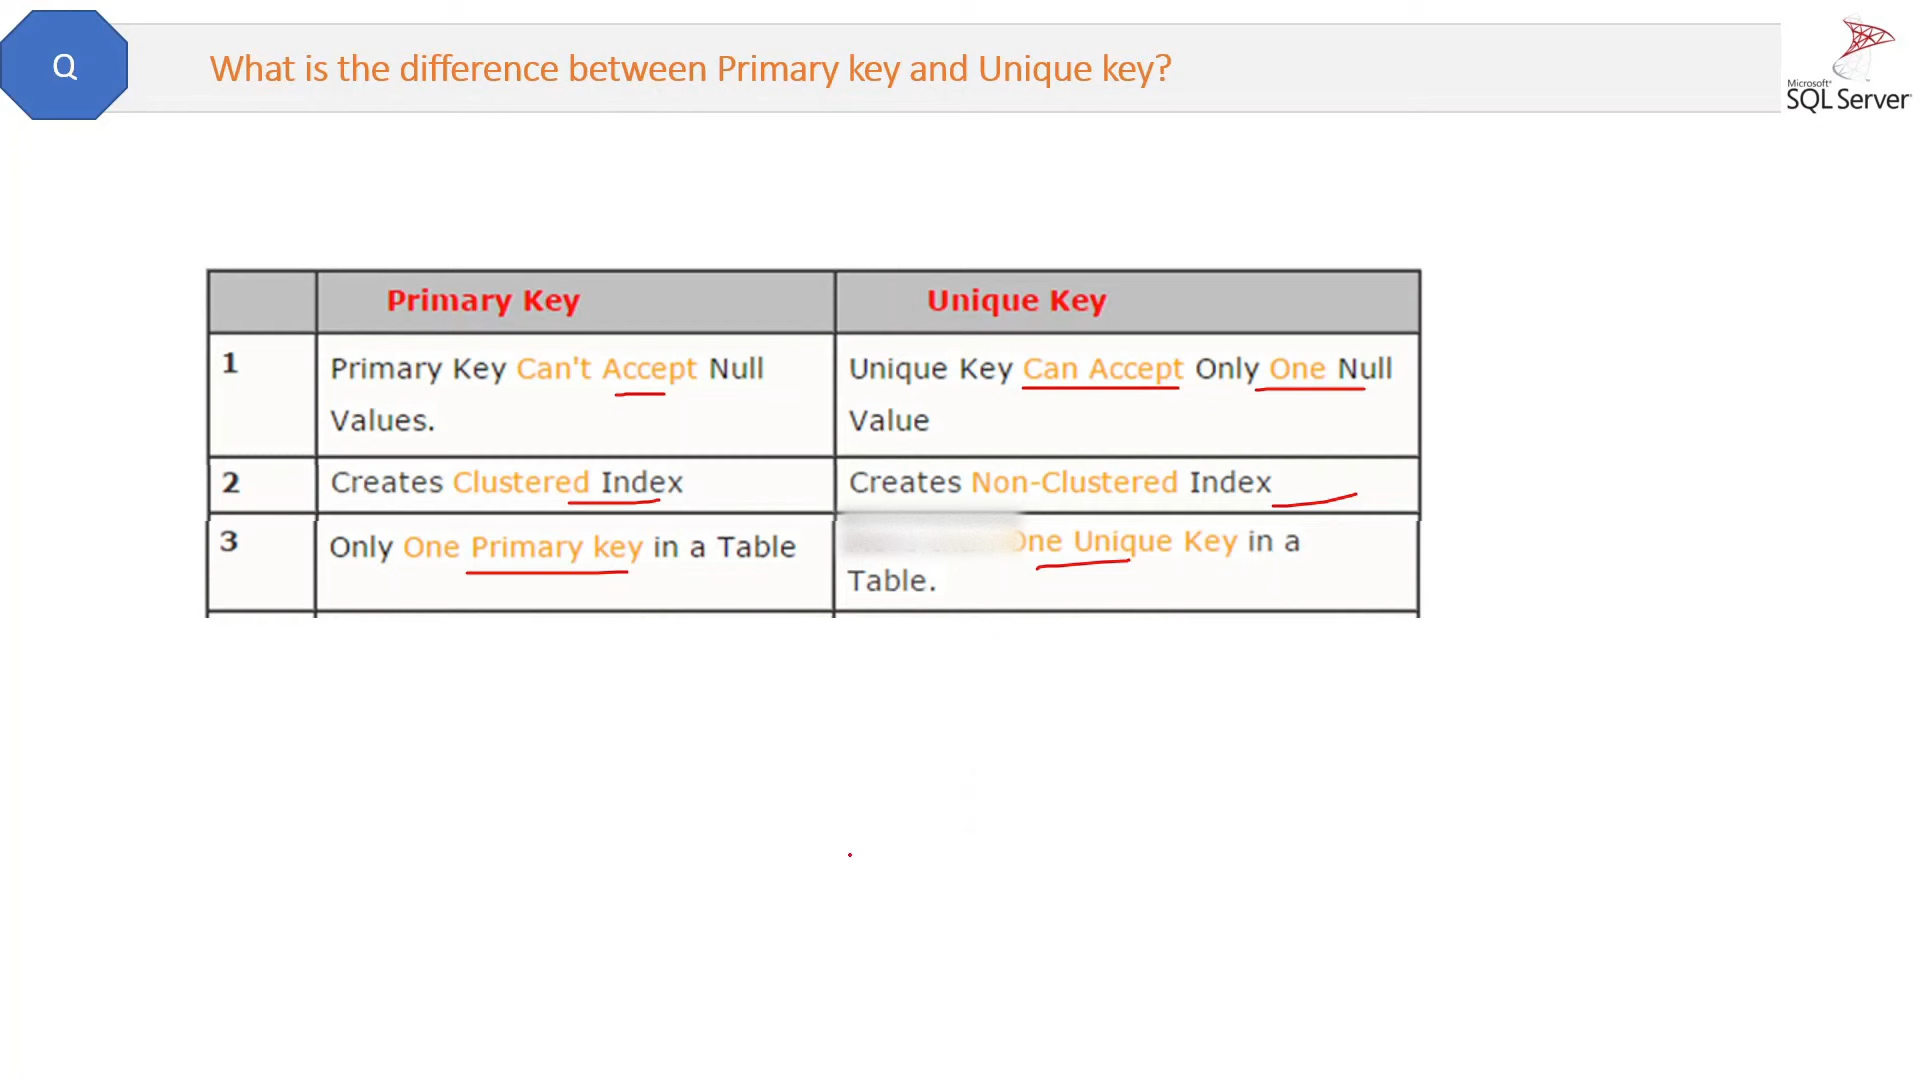 Q
What is the difference between Primary key and Unique key?
Microsoft®
SQL Server
Primary Key
Unique Key
1
Primary Key Can't Accept Null
Values.
Unique Key Can Accept Only One Null
Value
2
Creates Clustered Index
Creates Non-Clustered Index
3
Only One Primary key in a Table
One Unique Key in a
Table.